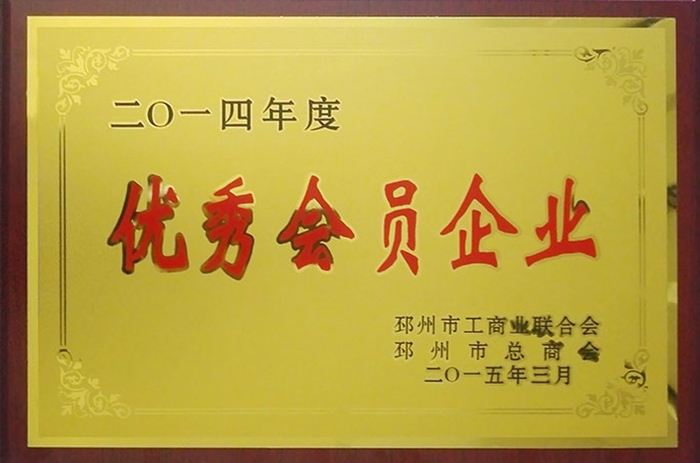 二〇一四年度
优秀会员企业
邳州市工商业联合会
邳州市总商会
二〇一五年三月